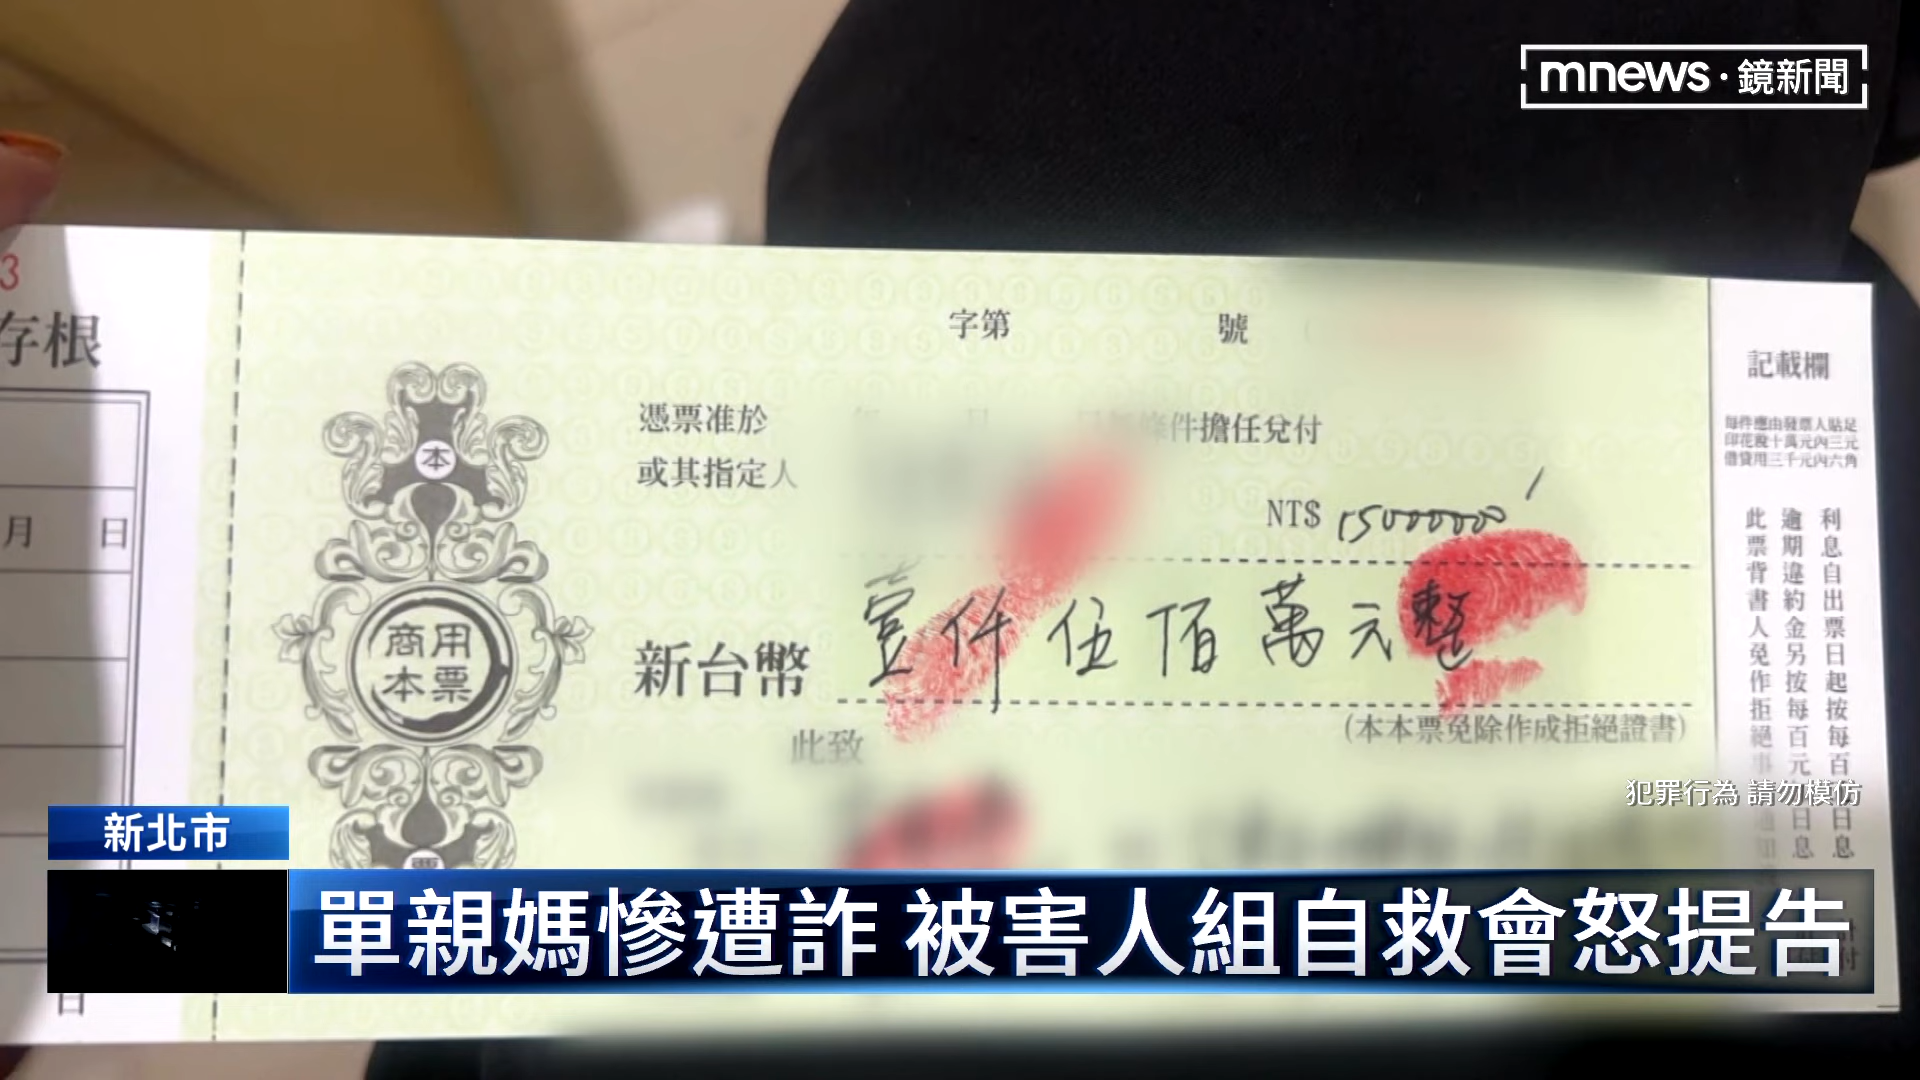 mnews·鏡新聞
3
存根
字第 號
記載欄
憑票准於 條件擔任兌付
每件應由發票人貼足
印花稅十萬元內三元
借貸用三千元內六角
本
或其指定人
NT$ 15000000
月 日
利息自出票日起按每百 日息
逾期違約金另按每百元 日息
此票背書人免作拒絕事
商用
本票
新台幣 壹仟伍佰萬元整
(本本票免除作成拒絕證書)
此致
犯罪行為 請勿模仿
新北市
票
單親媽慘遭詐 被害人組自救會怒提告
日